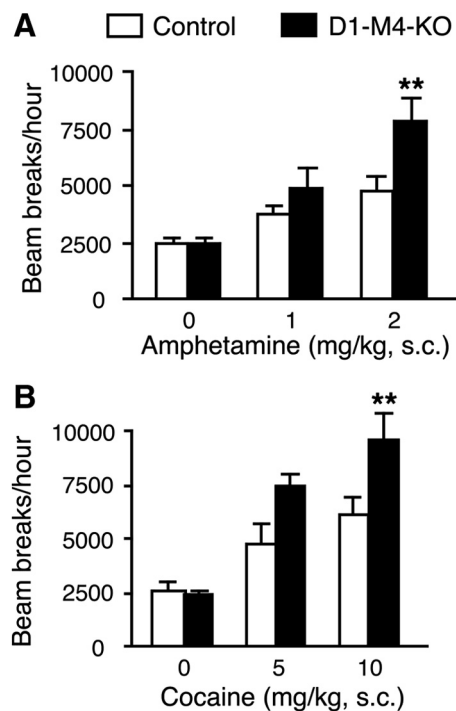 A Control D1-M4-KO
Beam breaks/hour
10000
7500
5000
2500
0
**
0 1 2
Amphetamine (mg/kg, s.c.)
B
Beam breaks/hour
10000
7500
5000
2500
0
**
0 5 10
Cocaine (mg/kg, s.c.)